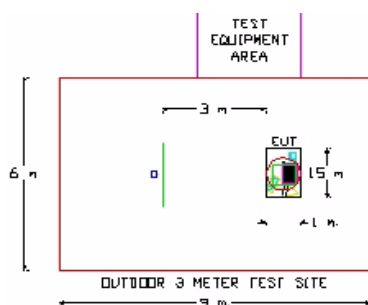 TEST
EQUIPMENT
AREA
3 m
EUT
6 m
1.5 m
1 m.
OUTDOOR 3 METER TEST SITE
9 m